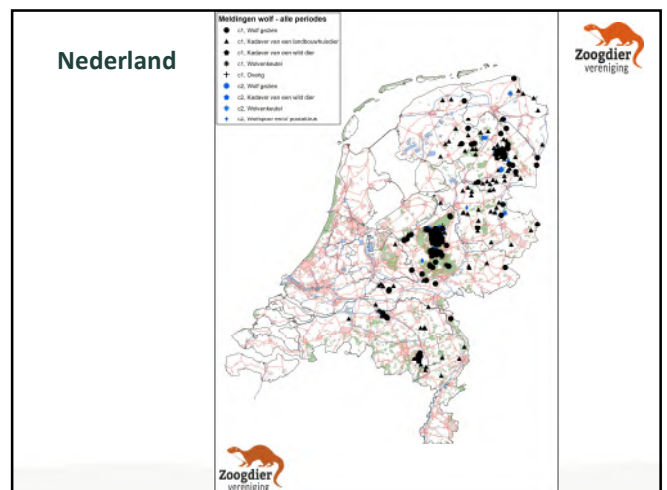 Nederland
Meldingen wolf - alle periodes
c1, Wolf gezien
c1, Kadaver van een landbouwhuisdier
c1, Kadaver van een wild dier
c1, Wolvenkeutel
c1, Overig
c2, Wolf gezien
c2, Kadaver van een wild dier
c2, Wolvenkeutel
c2,
Zoogdier
vereniging
Zoogdier
vereniging